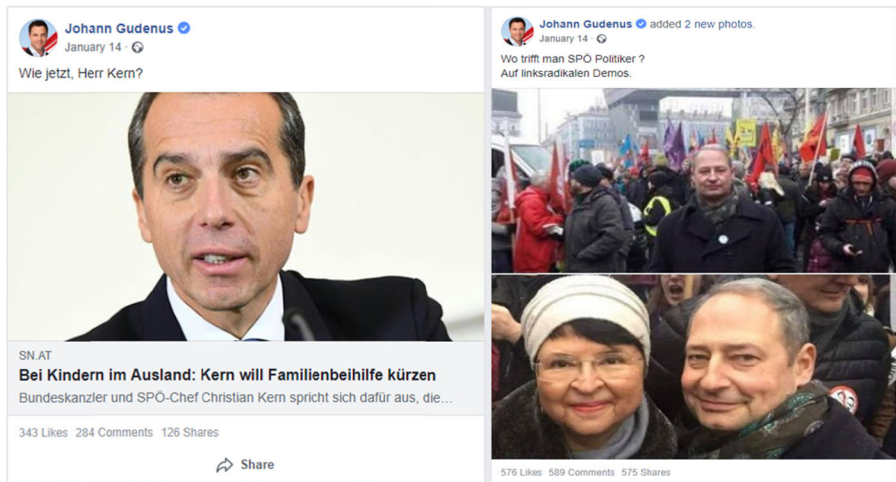 Johann Gudenus
January 14 ·
Wie jetzt, Herr Kern?
SN.AT
Bei Kindern im Ausland: Kern will Familienbeihilfe kürzen
Bundeskanzler und SPÖ-Chef Christian Kern spricht sich dafür aus, die…
343 Likes 284 Comments 126 Shares
Share
Johann Gudenus added 2 new photos.
January 14 ·
Wo trifft man SPÖ Politiker ?
Auf linksradikalen Demos.
576 Likes 589 Comments 575 Shares